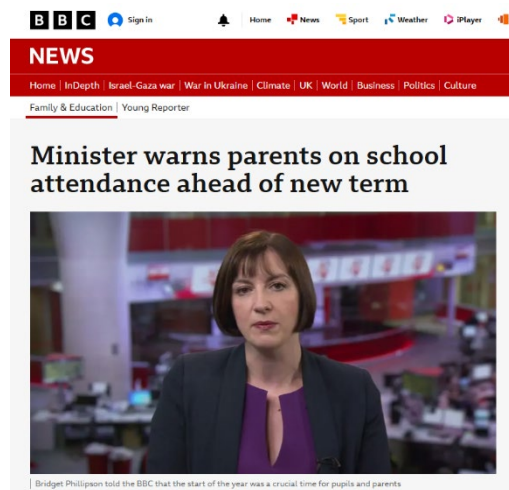 BBC Sign in Home News Sport Weather iPlayer
NEWS
Home | InDepth | Israel-Gaza war | War in Ukraine | Climate | UK | World | Business | Politics | Culture
Family & Education | Young Reporter
Minister warns parents on school
attendance ahead of new term
Bridget Phillipson told the BBC that the start of the year was a crucial time for pupils and parents